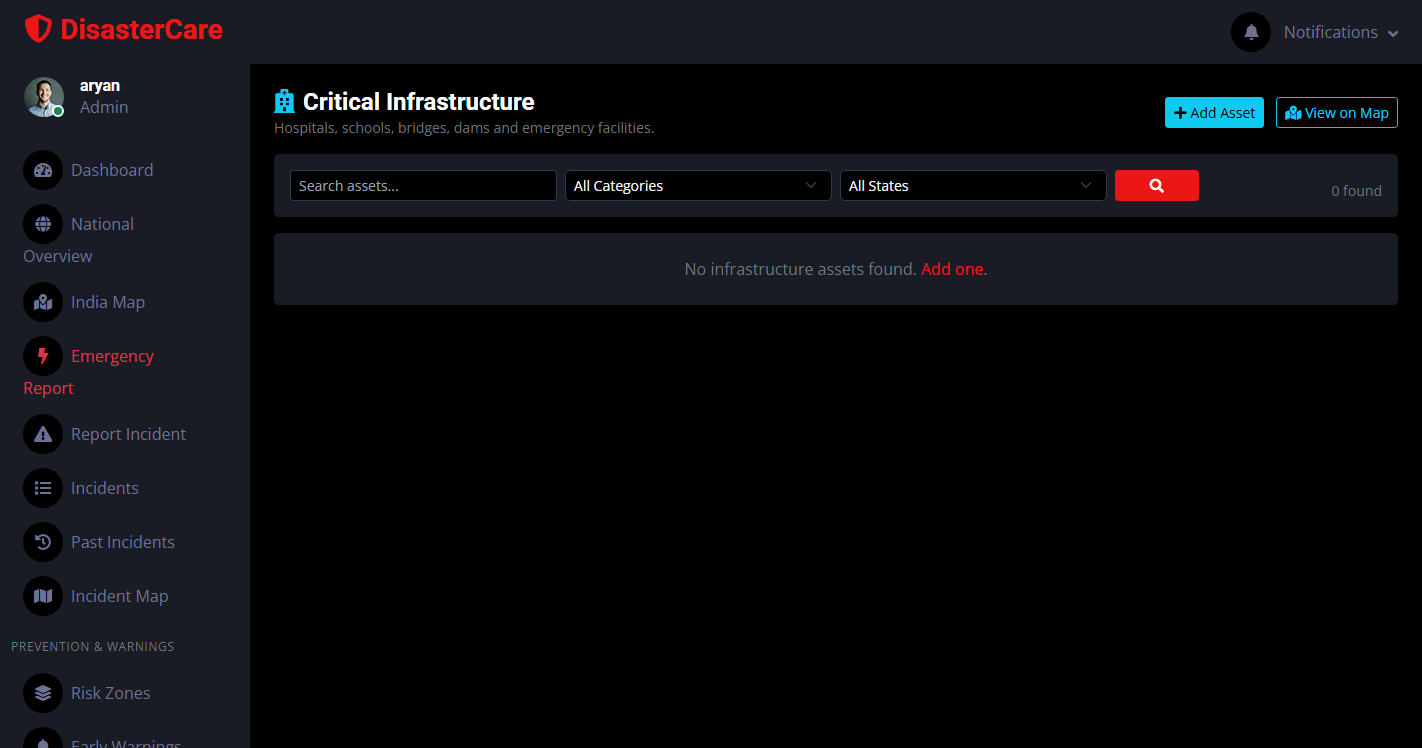 DisasterCare
Notifications
aryan
Admin
Dashboard
National
Overview
India Map
Emergency
Report
Report Incident
Incidents
Past Incidents
Incident Map
PREVENTION & WARNINGS
Risk Zones
Early Warnings
Critical Infrastructure
Hospitals, schools, bridges, dams and emergency facilities.
Add Asset
View on Map
Search assets...
All Categories
All States
0 found
No infrastructure assets found. Add one.